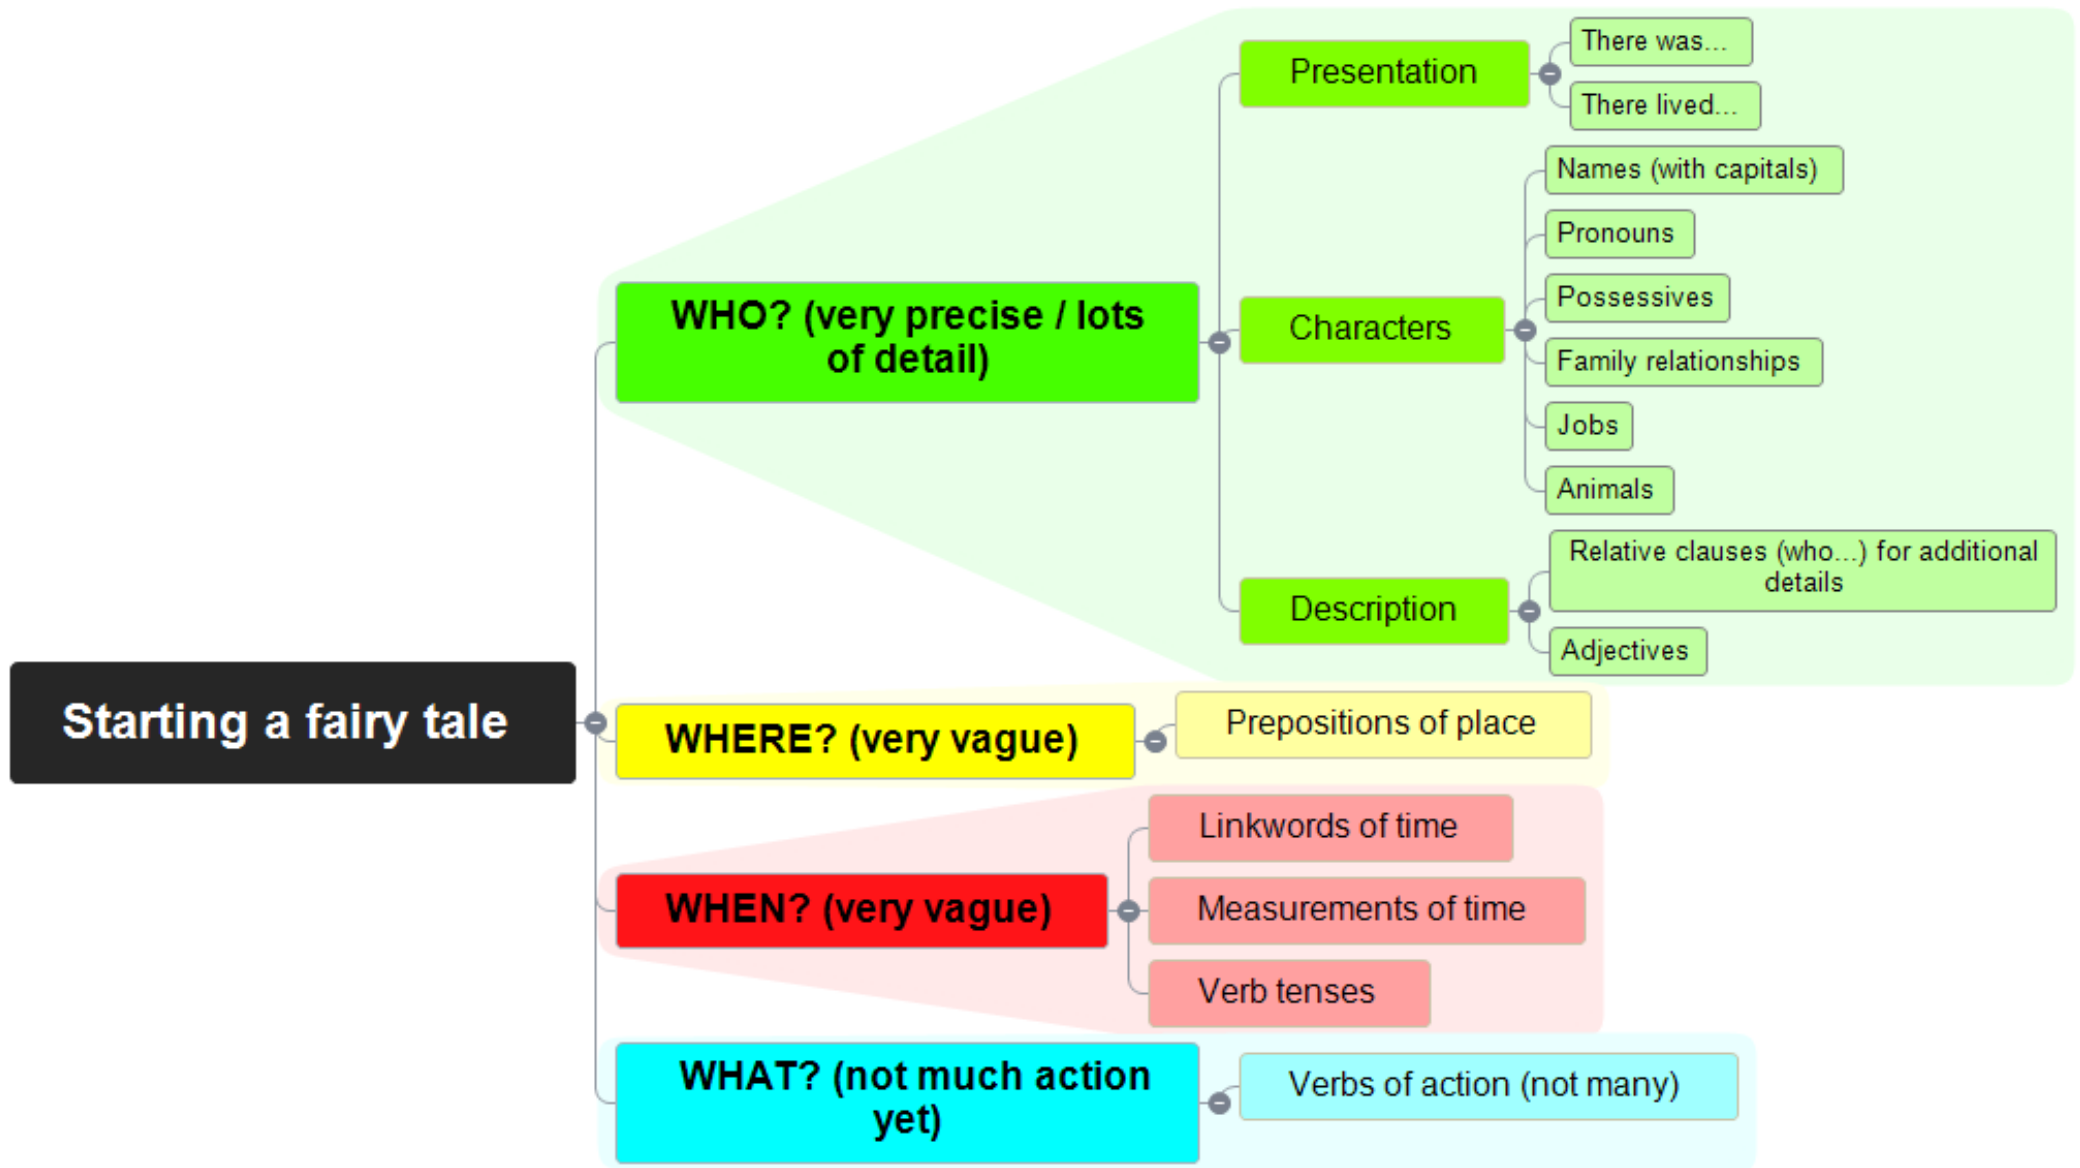 Starting a fairy tale
WHO? (very precise / lots
of detail)
Presentation
There was...
There lived...
Characters
Names (with capitals)
Pronouns
Possessives
Family relationships
Jobs
Animals
Description
Relative clauses (who...) for additional
details
Adjectives
WHERE? (very vague)
Prepositions of place
WHEN? (very vague)
Linkwords of time
Measurements of time
Verb tenses
WHAT? (not much action
yet)
Verbs of action (not many)